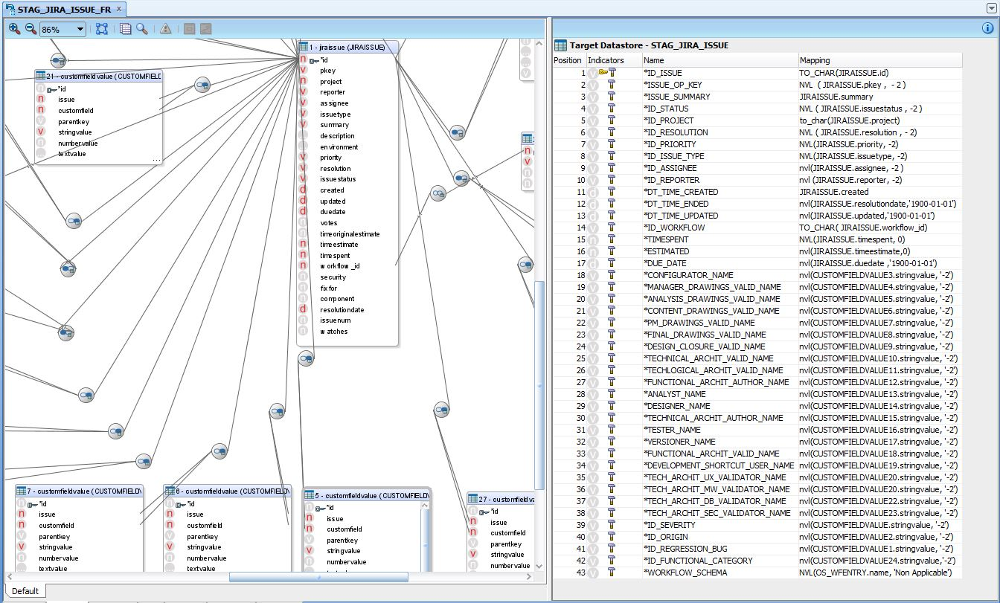 STAG_JIRA_ISSUE_FR
86%
21 - customfieldvalue (CUSTOMFIELD
*id
issue
customfield
parentkey
stringvalue
numbervalue
textvalue
...
1 - jiraissue (JIRAISSUE)
*id
pkey
project
reporter
assignee
issuetype
summary
description
environment
priority
resolution
issuestatus
created
updated
duedate
votes
timeoriginalestimate
timeestimate
timespent
workflow_id
security
fixfor
component
resolutiondate
issuenum
watches
7 - customfieldvalue (CUSTOMFIELDV
*id
issue
customfield
parentkey
stringvalue
numbervalue
textvalue
6 - customfieldvalue (CUSTOMFIELDV
*id
issue
customfield
parentkey
stringvalue
numbervalue
textvalue
5 - customfieldvalue (CUSTOMFIELDV
*id
issue
customfield
parentkey
stringvalue
numbervalue
27 - customfieldva
*id
issue
customfield
parentkey
stringvalue
numbervalue
Default
Target Datastore - STAG_JIRA_ISSUE
Position Indicators Name Mapping
1 *ID_ISSUE TO_CHAR(JIRAISSUE.id)
2 *ISSUE_OP_KEY NVL ( JIRAISSUE.pkey , - 2 )
3 *ISSUE_SUMMARY JIRAISSUE.summary
4 *ID_STATUS NVL ( JIRAISSUE.issuestatus , -2 )
5 *ID_PROJECT to_char(JIRAISSUE.project)
6 *ID_RESOLUTION NVL ( JIRAISSUE.resolution , - 2)
7 *ID_PRIORITY NVL(JIRAISSUE.priority, -2)
8 *ID_ISSUE_TYPE NVL(JIRAISSUE.issuetype, -2)
9 *ID_ASSIGNEE NVL(JIRAISSUE.assignee, -2 )
10 *ID_REPORTER nvl (JIRAISSUE.reporter, -2)
11 *DT_TIME_CREATED JIRAISSUE.created
12 *DT_TIME_ENDED nvl(JIRAISSUE.resolutiondate,'1900-01-01')
13 *DT_TIME_UPDATED nvl(JIRAISSUE.updated,'1900-01-01')
14 *ID_WORKFLOW TO_CHAR( JIRAISSUE.workflow_id)
15 *TIMESPENT NVL(JIRAISSUE.timespent, 0)
16 *ESTIMATED nvl(JIRAISSUE.timeestimate,0)
17 *DUE_DATE nvl(JIRAISSUE.duedate ,'1900-01-01')
18 *CONFIGURATOR_NAME nvl(CUSTOMFIELDVALUE3.stringvalue, '-2')
19 *MANAGER_DRAWINGS_VALID_NAME nvl(CUSTOMFIELDVALUE4.stringvalue, '-2')
20 *ANALYSIS_DRAWINGS_VALID_NAME nvl(CUSTOMFIELDVALUE5.stringvalue, '-2')
21 *CONTENT_DRAWINGS_VALID_NAME nvl(CUSTOMFIELDVALUE6.stringvalue, '-2')
22 *PM_DRAWINGS_VALID_NAME nvl(CUSTOMFIELDVALUE7.stringvalue, '-2')
23 *FINAL_DRAWINGS_VALID_NAME nvl(CUSTOMFIELDVALUE8.stringvalue, '-2')
24 *DESIGN_CLOSURE_VALID_NAME nvl(CUSTOMFIELDVALUE9.stringvalue, '-2')
25 *TECHNICAL_ARCHIT_VALID_NAME nvl(CUSTOMFIELDVALUE10.stringvalue, '-2')
26 *TECHLOGICAL_ARCHIT_VALID_NAME nvl(CUSTOMFIELDVALUE11.stringvalue, '-2')
27 *FUNCTIONAL_ARCHIT_AUTHOR_NAME nvl(CUSTOMFIELDVALUE12.stringvalue, '-2')
28 *ANALYST_NAME nvl(CUSTOMFIELDVALUE13.stringvalue, '-2')
29 *DESIGNER_NAME nvl(CUSTOMFIELDVALUE14.stringvalue, '-2')
30 *TECHNICAL_ARCHIT_AUTHOR_NAME nvl(CUSTOMFIELDVALUE15.stringvalue, '-2')
31 *TESTER_NAME nvl(CUSTOMFIELDVALUE16.stringvalue, '-2')
32 *VERSIONER_NAME nvl(CUSTOMFIELDVALUE17.stringvalue, '-2')
33 *FUNCTIONAL_ARCHIT_VALID_NAME nvl(CUSTOMFIELDVALUE18.stringvalue, '-2')
34 *DEVELOPMENT_SHORTCUT_USER_NAME nvl(CUSTOMFIELDVALUE19.stringvalue, '-2')
35 *TECH_ARCHIT_UX_VALIDATOR_NAME nvl(CUSTOMFIELDVALUE20.stringvalue, '-2')
36 *TECH_ARCHIT_MW_VALIDATOR_NAME nvl(CUSTOMFIELDVALUE20.stringvalue, '-2')
37 *TECH_ARCHIT_DB_VALIDATOR_NAME nvl(CUSTOMFIELDVALUE22.stringvalue, '-2')
38 *TECH_ARCHIT_SEC_VALIDATOR_NAME nvl(CUSTOMFIELDVALUE23.stringvalue, '-2')
39 *ID_SEVERITY nvl(CUSTOMFIELDVALUE.stringvalue, '-2')
40 *ID_ORIGIN nvl(CUSTOMFIELDVALUE2.stringvalue, '-2')
41 *ID_REGRESSION_BUG nvl(CUSTOMFIELDVALUE1.stringvalue, '-2')
42 *ID_FUNCTIONAL_CATEGORY nvl(CUSTOMFIELDVALUE24.stringvalue,'-2')
43 *WORKFLOW_SCHEMA NVL(OS_WFENTRY.name, 'Non Applicable')